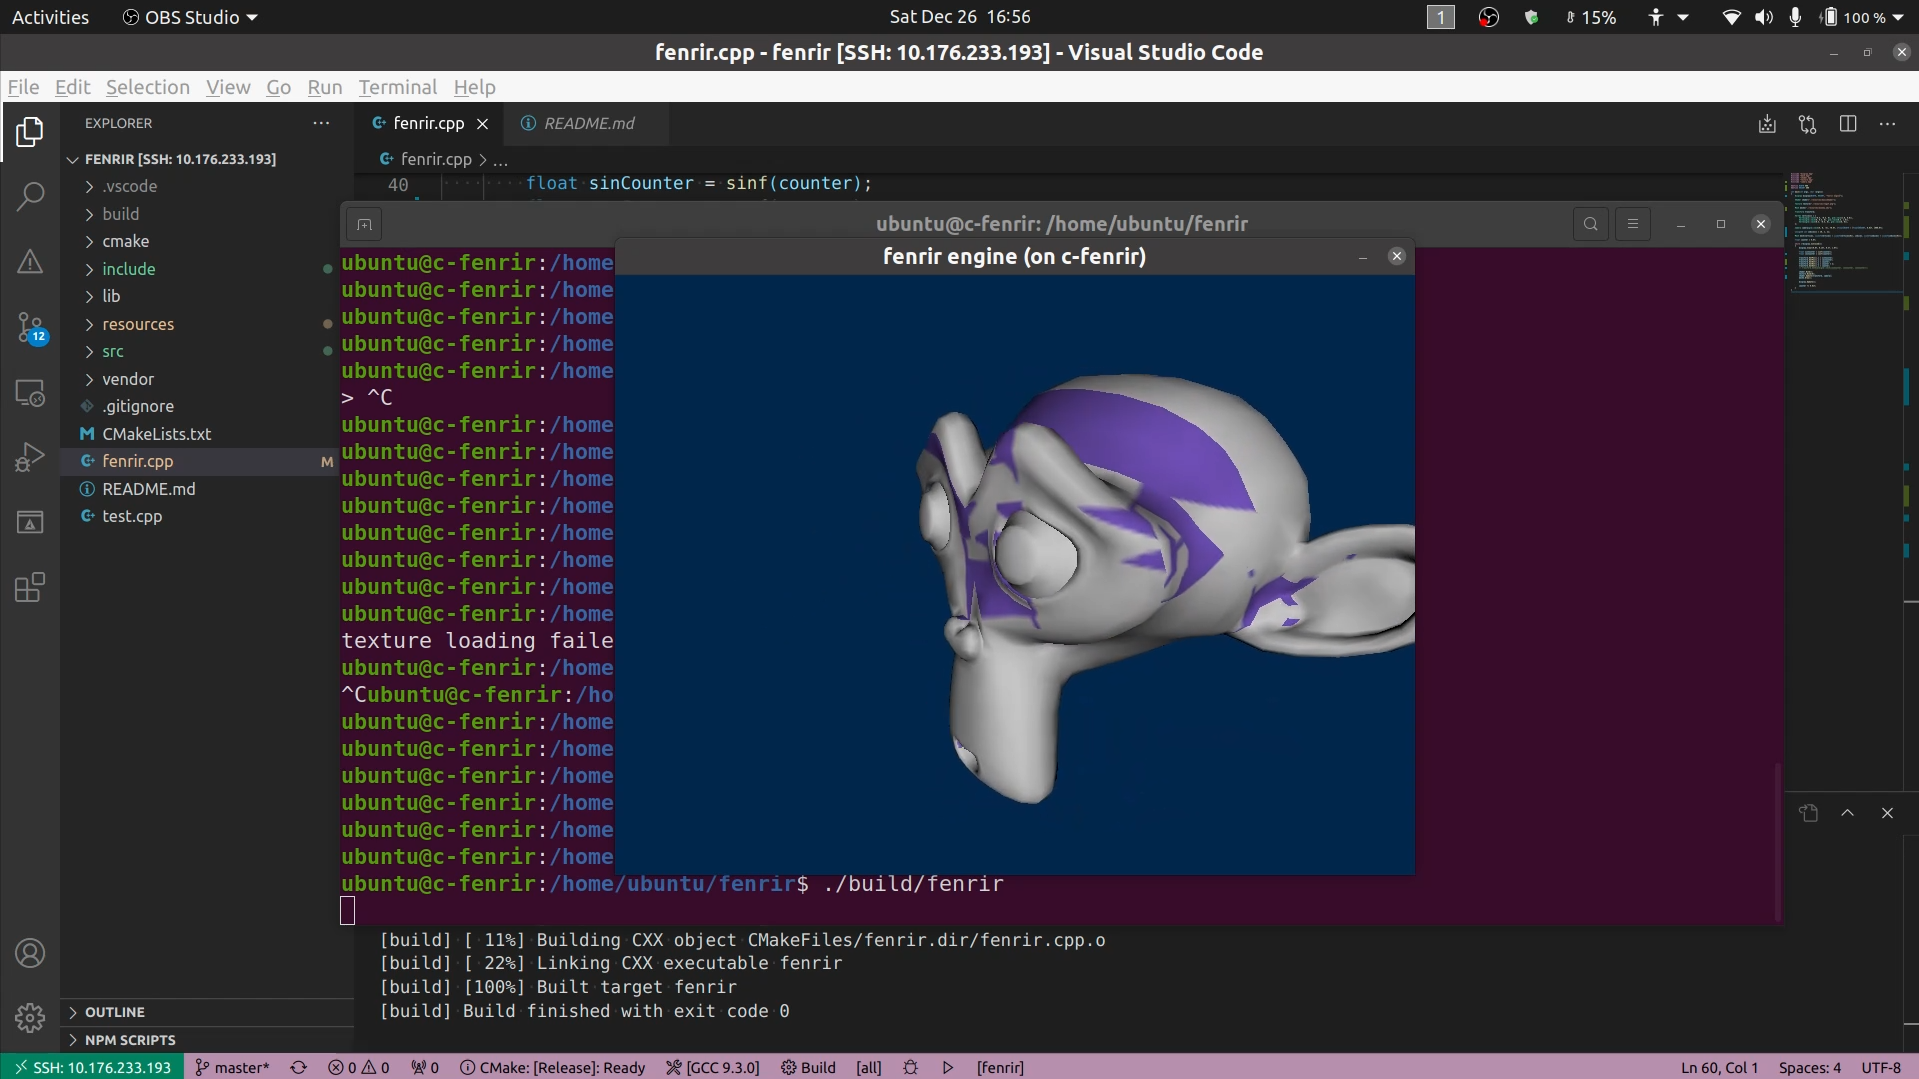 Activities
OBS Studio
Sat Dec 26 16:56
1
15%
100 %
fenrir.cpp - fenrir [SSH: 10.176.233.193] - Visual Studio Code
File Edit Selection View Go Run Terminal Help
EXPLORER
fenrir.cpp
README.md
FENRIR [SSH: 10.176.233.193]
fenrir.cpp > ...
.vscode
40 float sinCounter = sinf(counter);
build
cmake
include
lib
resources
src
vendor
.gitignore
CMakeLists.txt
fenrir.cpp M
README.md
test.cpp
12
ubuntu@c-fenrir: /home/ubuntu/fenrir
fenrir engine (on c-fenrir)
ubuntu@c-fenrir:/home
ubuntu@c-fenrir:/home
ubuntu@c-fenrir:/home
ubuntu@c-fenrir:/home
ubuntu@c-fenrir:/home
> ^C
ubuntu@c-fenrir:/home
ubuntu@c-fenrir:/home
ubuntu@c-fenrir:/home
ubuntu@c-fenrir:/home
ubuntu@c-fenrir:/home
ubuntu@c-fenrir:/home
ubuntu@c-fenrir:/home
ubuntu@c-fenrir:/home
texture loading faile
ubuntu@c-fenrir:/home
^Cubuntu@c-fenrir:/ho
ubuntu@c-fenrir:/home
ubuntu@c-fenrir:/home
ubuntu@c-fenrir:/home
ubuntu@c-fenrir:/home
ubuntu@c-fenrir:/home
ubuntu@c-fenrir:/home
ubuntu@c-fenrir:/home/ubuntu/fenrir$ ./build/fenrir
[build] [ 11%] Building CXX object CMakeFiles/fenrir.dir/fenrir.cpp.o
[build] [ 22%] Linking CXX executable fenrir
[build] [100%] Built target fenrir
[build] Build finished with exit code 0
OUTLINE
NPM SCRIPTS
SSH: 10.176.233.193
master*
0 0
0
CMake: [Release]: Ready
[GCC 9.3.0]
Build
[all]
[fenrir]
Ln 60, Col 1
Spaces: 4
UTF-8